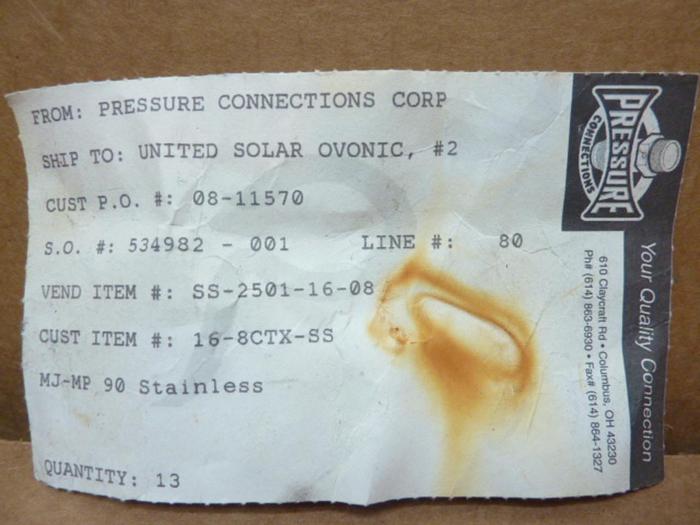 FROM: PRESSURE CONNECTIONS CORP
SHIP TO: UNITED SOLAR OVONIC, #2
CUST P.O. #: 08-11570
S.O. #: 534982 - 001 LINE #: 80
VEND ITEM #: SS-2501-16-08
CUST ITEM #: 16-8CTX-SS
MJ-MP 90 Stainless
QUANTITY: 13
PRESSURE
CONNECTIONS
Your Quality Connection
610 Claycraft Rd • Columbus, OH 43230
Ph# (614) 863-6930 • Fax# (614) 864-1327